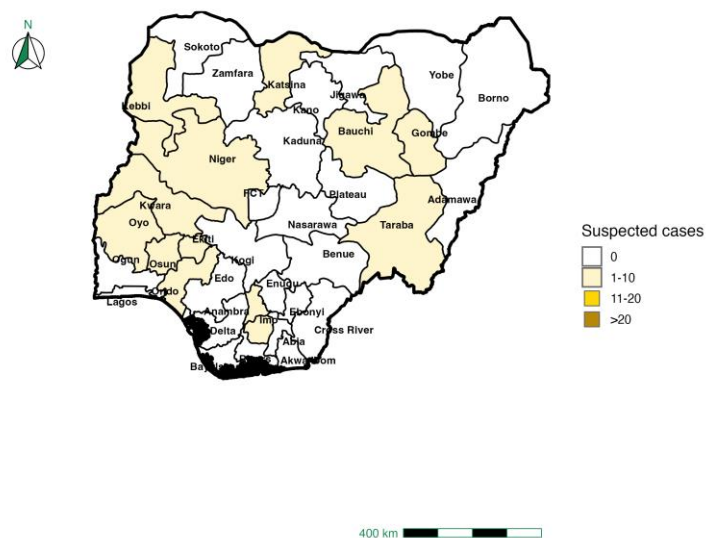 N
Sokoto
Zamfara
Katsina
Yobe
Jigawa
Borno
Kebbi
Kano
Kaduna
Bauchi
Gombe
Niger
FCT
Plateau
Adamawa
Kwara
Oyo
Nasarawa
Taraba
Ekiti
Ogun
Osun
Kogi
Benue
Edo
Enugu
Ondo
Lagos
Anambra
Imo
Ebonyi
Delta
Cross River
Abia
Akwa Ibom
Suspected cases
0
1-10
11-20
>20
400 km